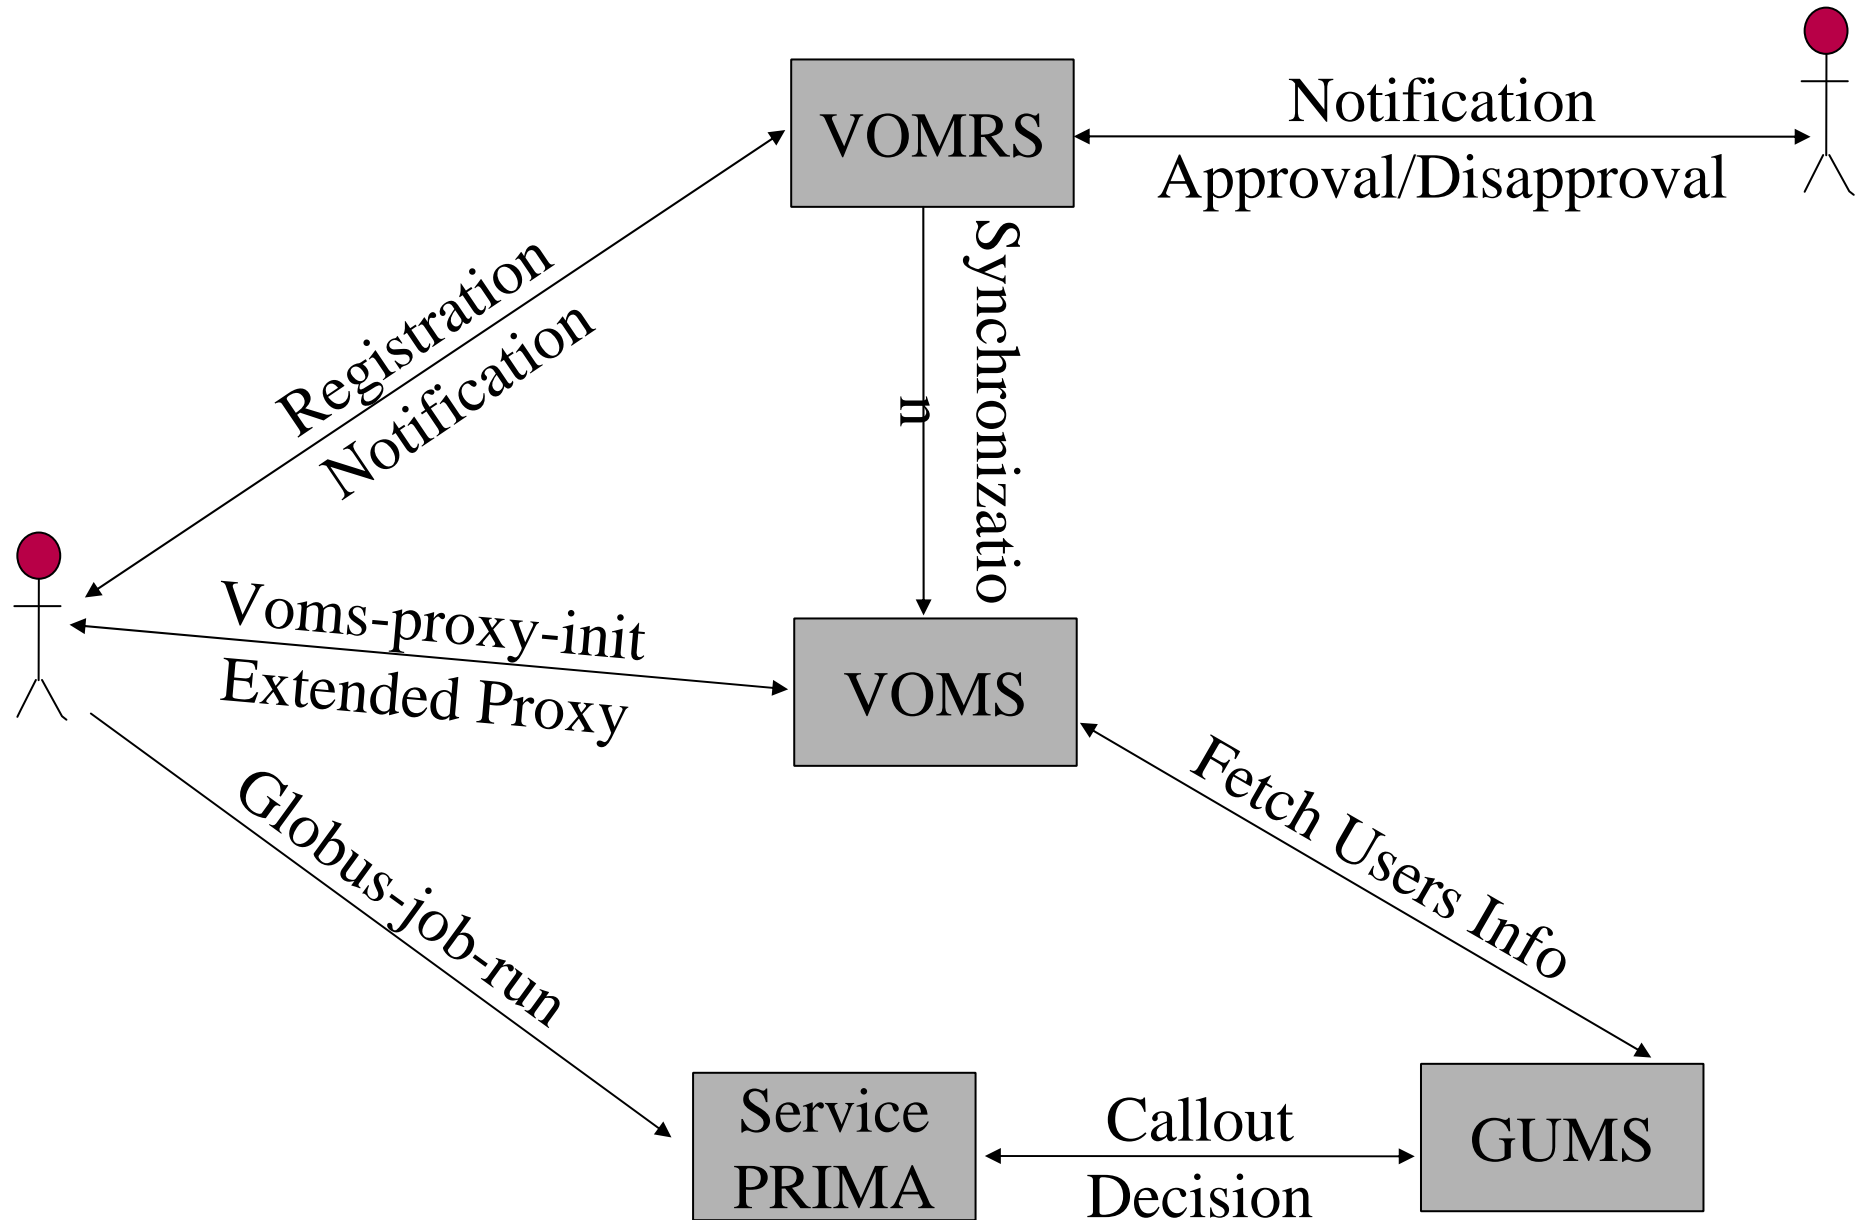 VOMRS
Notification
Approval/Disapproval
Registration
Notification
Synchronizatio
n
Voms-proxy-init
Extended Proxy
VOMS
Fetch Users Info
Globus-job-run
Service
PRIMA
Callout
Decision
GUMS